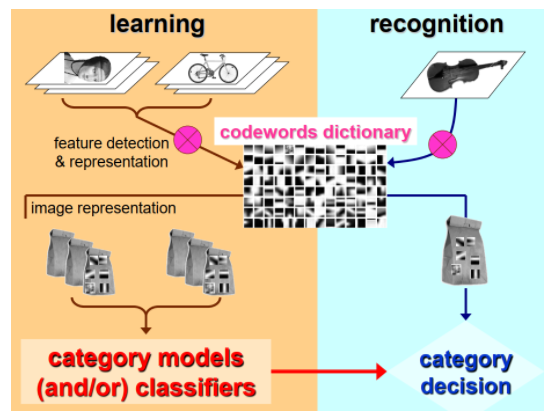 learning
recognition
feature detection
& representation
codewords dictionary
image representation
category models
(and/or) classifiers
category
decision